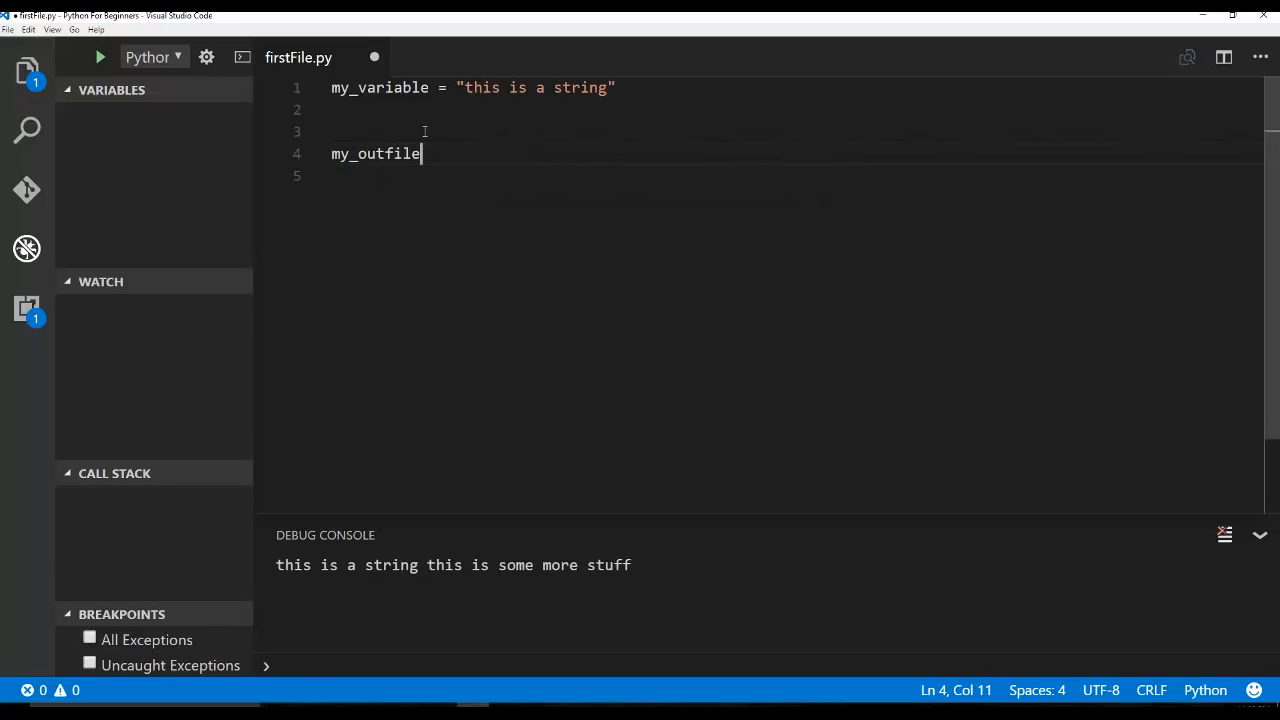 ● firstFile.py - Python For Beginners - Visual Studio Code
File Edit View Go Help
Python firstFile.py
VARIABLES
WATCH
CALL STACK
BREAKPOINTS
All Exceptions
Uncaught Exceptions
1
1
1 my_variable = "this is a string"
2
3
4 my_outfile
5
DEBUG CONSOLE
this is a string this is some more stuff
0 0 Ln 4, Col 11 Spaces: 4 UTF-8 CRLF Python